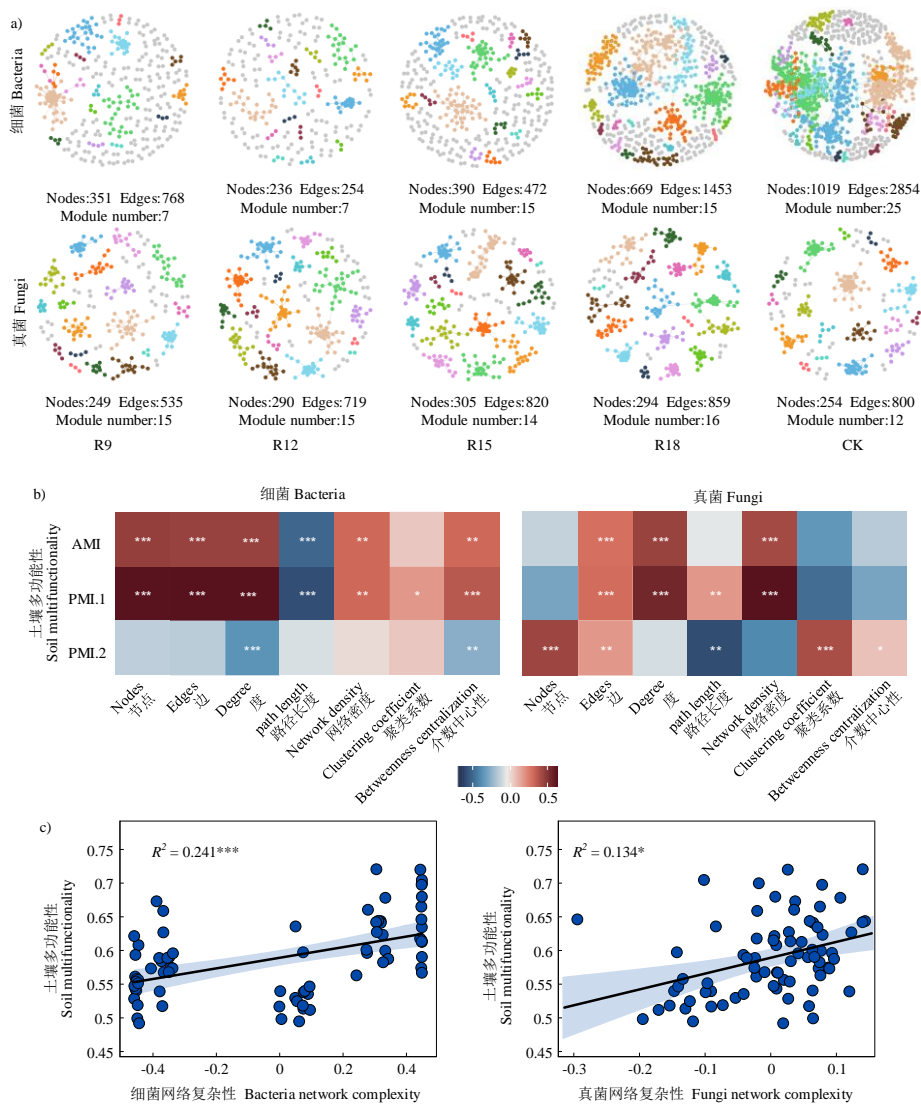 a)
细菌 Bacteria
Nodes:351 Edges:768
Module number:7
Nodes:236 Edges:254
Module number:7
Nodes:390 Edges:472
Module number:15
Nodes:669 Edges:1453
Module number:15
Nodes:1019 Edges:2854
Module number:25
真菌 Fungi
Nodes:249 Edges:535
Module number:15
Nodes:290 Edges:719
Module number:15
Nodes:305 Edges:820
Module number:14
Nodes:294 Edges:859
Module number:16
Nodes:254 Edges:800
Module number:12
R9 R12 R15 R18 CK
b)
细菌 Bacteria
真菌 Fungi
土壤多功能性
Soil multifunctionality
AMI
*** *** *** *** ** **
*** *** ***
PMI.1
*** *** *** *** ** * ***
*** *** ** ***
PMI.2
*** **
*** ** ** *** *
Nodes
节点
Edges
边
Degree
度
path length
路径长度
Network density
网络密度
Clustering coefficient
聚类系数
Betweenness centralization
介数中心性
Nodes
节点
Edges
边
Degree
度
path length
路径长度
Network density
网络密度
Clustering coefficient
聚类系数
Betweenness centralization
介数中心性
-0.5 0.0 0.5
c)
土壤多功能性
Soil multifunctionality
0.75
0.7
0.65
0.6
0.55
0.5
0.45
R² = 0.241***
-0.4 -0.2 0 0.2 0.4
细菌网络复杂性 Bacteria network complexity
土壤多功能性
Soil multifunctionality
0.75
0.7
0.65
0.6
0.55
0.5
0.45
R² = 0.134*
-0.3 -0.2 -0.1 0 0.1
真菌网络复杂性 Fungi network complexity